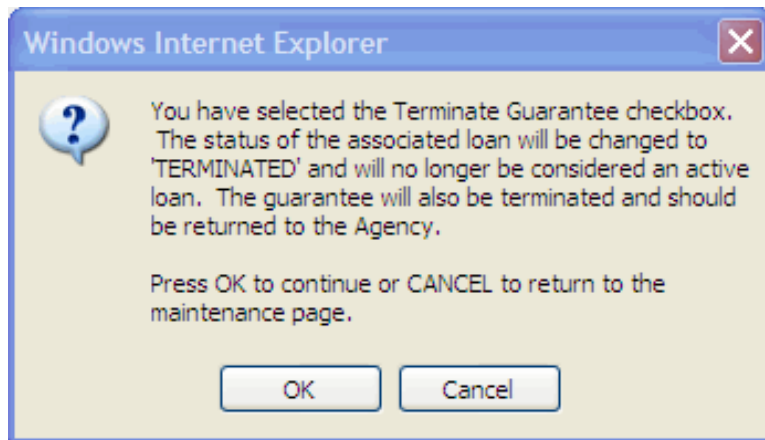 Windows Internet Explorer
You have selected the Terminate Guarantee checkbox.
The status of the associated loan will be changed to
'TERMINATED' and will no longer be considered an active
loan.  The guarantee will also be terminated and should
be returned to the Agency.
Press OK to continue or CANCEL to return to the
maintenance page.
OK Cancel